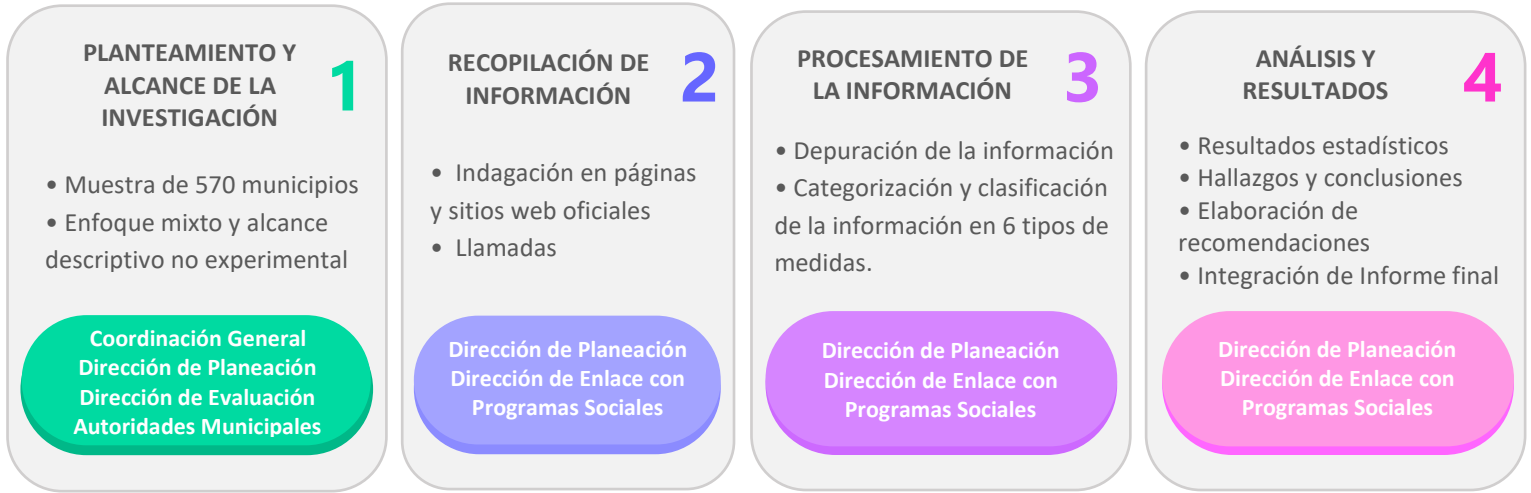 PLANTEAMIENTO Y
ALCANCE DE LA
INVESTIGACIÓN
1
• Muestra de 570 municipios
• Enfoque mixto y alcance
descriptivo no experimental
Coordinación General
Dirección de Planeación
Dirección de Evaluación
Autoridades Municipales
RECOPILACIÓN DE
INFORMACIÓN
2
• Indagación en páginas
y sitios web oficiales
• Llamadas
Dirección de Planeación
Dirección de Enlace con
Programas Sociales
PROCESAMIENTO DE
LA INFORMACIÓN
3
• Depuración de la información
• Categorización y clasificación
de la información en 6 tipos de
medidas.
Dirección de Planeación
Dirección de Enlace con
Programas Sociales
ANÁLISIS Y
RESULTADOS
4
• Resultados estadísticos
• Hallazgos y conclusiones
• Elaboración de
recomendaciones
• Integración de Informe final
Dirección de Planeación
Dirección de Enlace con
Programas Sociales